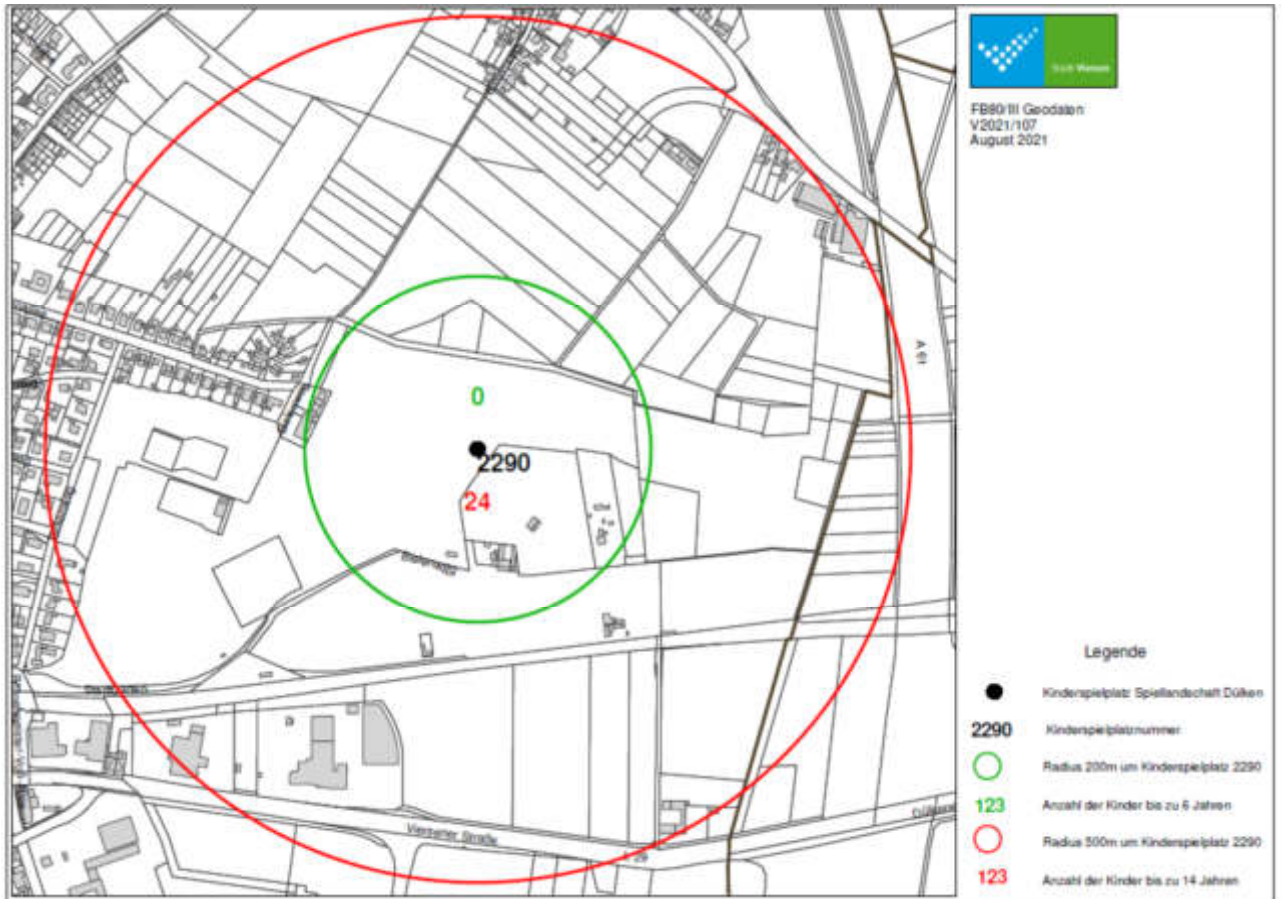 Stadt Viersen
FB80/III Geodaten
V2021/107
August 2021
A 61
0
2290
24
Viersener Straße
Legende
Kinderspielplatz Spiellandschaft Dülken
2290 Kinderspielplatznummer
Radius 200m um Kinderspielplatz 2290
123 Anzahl der Kinder bis zu 6 Jahren
Radius 500m um Kinderspielplatz 2290
123 Anzahl der Kinder bis zu 14 Jahren